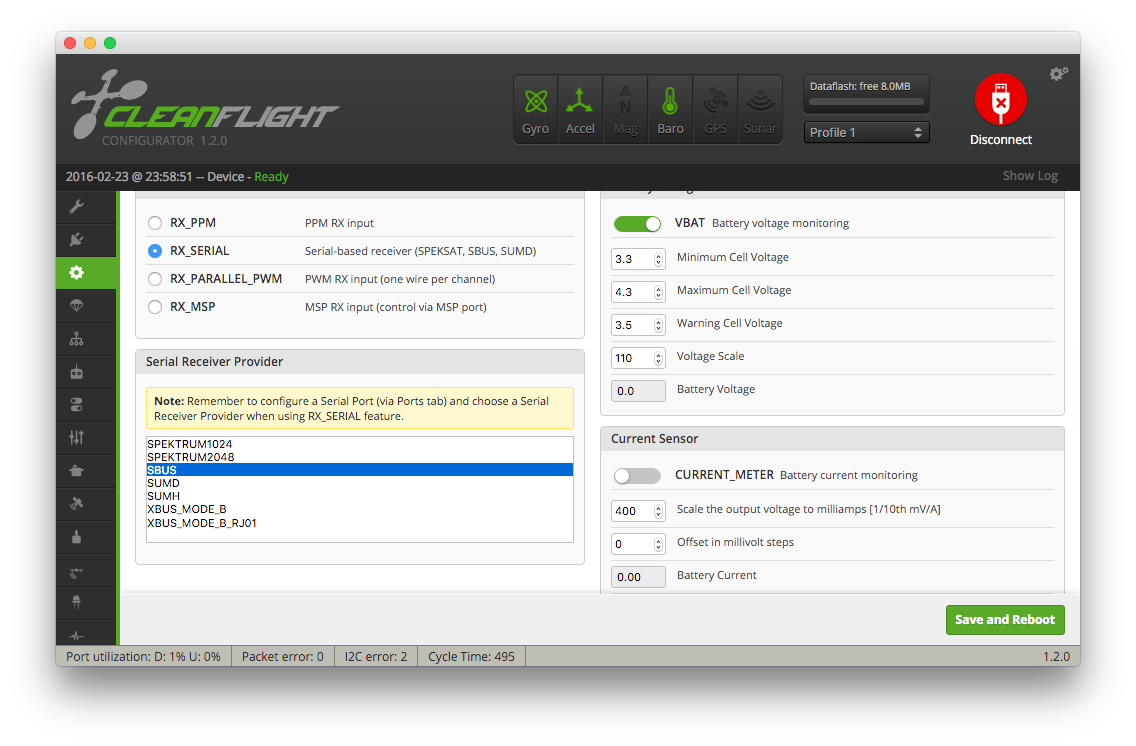 CLEANFLIGHT
CONFIGURATOR 1.2.0
Gyro
Accel
Mag
Baro
GPS
Sonar
Dataflash: free 8.0MB
Profile 1
Disconnect
2016-02-23 @ 23:58:51 -- Device - Ready
Show Log
RX_PPM PPM RX input
RX_SERIAL Serial-based receiver (SPEKSAT, SBUS, SUMD)
RX_PARALLEL_PWM PWM RX input (one wire per channel)
RX_MSP MSP RX input (control via MSP port)
Serial Receiver Provider
Note: Remember to configure a Serial Port (via Ports tab) and choose a Serial
Receiver Provider when using RX_SERIAL feature.
SPEKTRUM1024
SPEKTRUM2048
SBUS
SUMD
SUMH
XBUS_MODE_B
XBUS_MODE_B_RJ01
VBAT Battery voltage monitoring
3.3 Minimum Cell Voltage
4.3 Maximum Cell Voltage
3.5 Warning Cell Voltage
110 Voltage Scale
0.0 Battery Voltage
Current Sensor
CURRENT_METER Battery current monitoring
400 Scale the output voltage to milliamps [1/10th mV/A]
0 Offset in millivolt steps
0.00 Battery Current
Save and Reboot
Port utilization: D: 1% U: 0% Packet error: 0 I2C error: 2 Cycle Time: 495 1.2.0